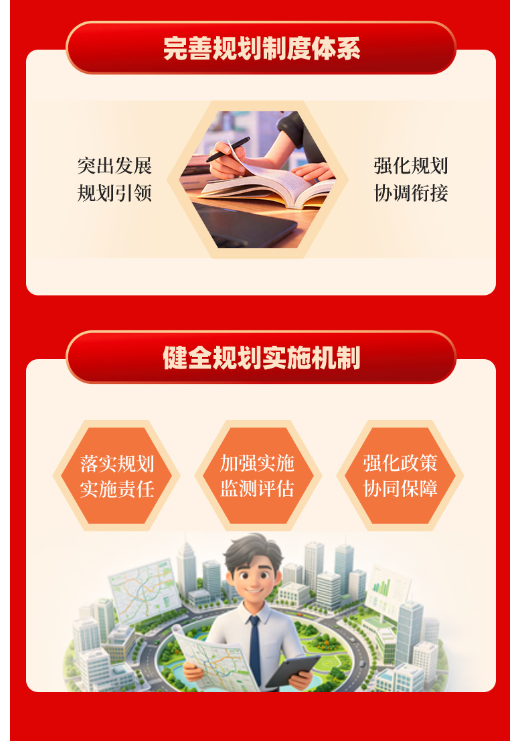 完善规划制度体系
突出发展
规划引领
强化规划
协调衔接
健全规划实施机制
落实规划
实施责任
加强实施
监测评估
强化政策
协同保障